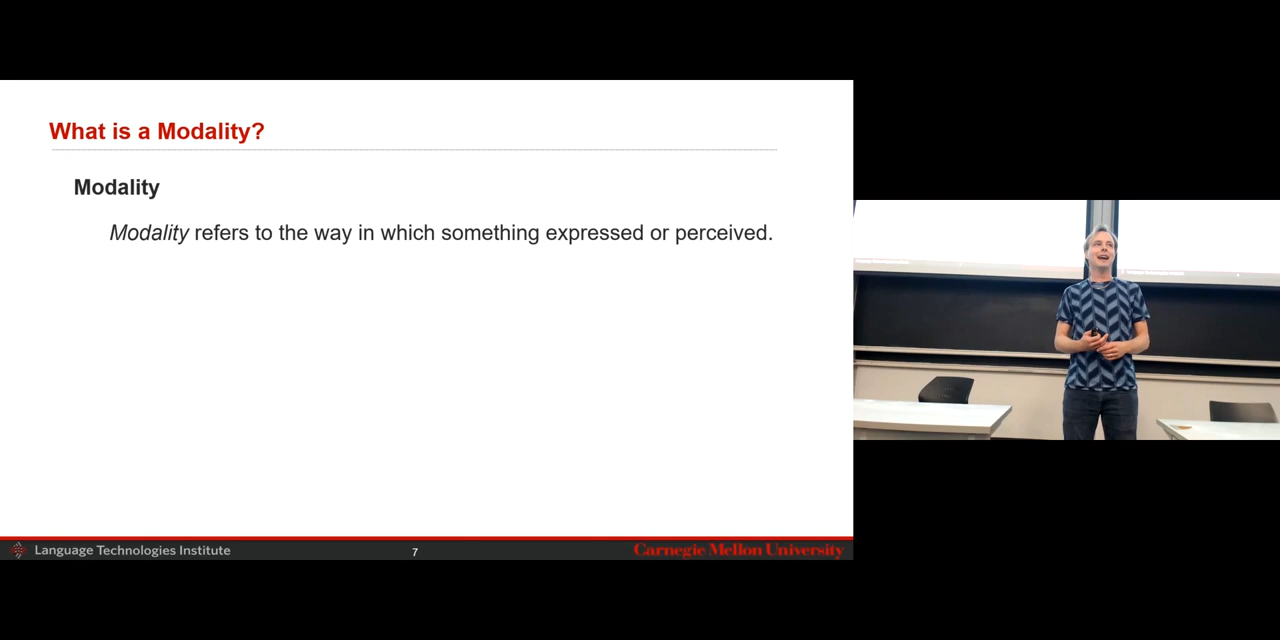 What is a Modality?
Modality
Modality refers to the way in which something expressed or perceived.
Language Technologies Institute
7
Carnegie Mellon University